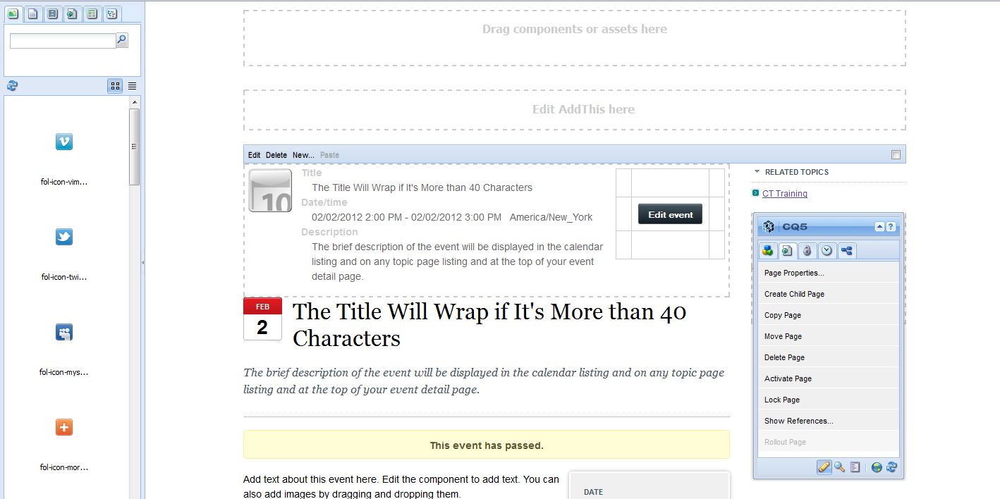 fol-icon-vim...
fol-icon-twi...
fol-icon-mys...
fol-icon-mor...
Drag components or assets here
Edit AddThis here
Edit Delete New... Paste
10
Title
The Title Will Wrap if It's More than 40 Characters
Date/time
02/02/2012 2:00 PM - 02/02/2012 3:00 PM America/New_York
Description
The brief description of the event will be displayed in the calendar
listing and on any topic page listing and at the top of your event
detail page.
Edit event
FEB
2
The Title Will Wrap if It's More than 40
Characters
The brief description of the event will be displayed in the calendar listing and on any topic page
listing and at the top of your event detail page.
This event has passed.
Add text about this event here. Edit the component to add text. You can
also add images by dragging and dropping them.
DATE
RELATED TOPICS
CT Training
CQ5
?
Page Properties...
Create Child Page
Copy Page
Move Page
Delete Page
Activate Page
Lock Page
Show References...
Rollout Page